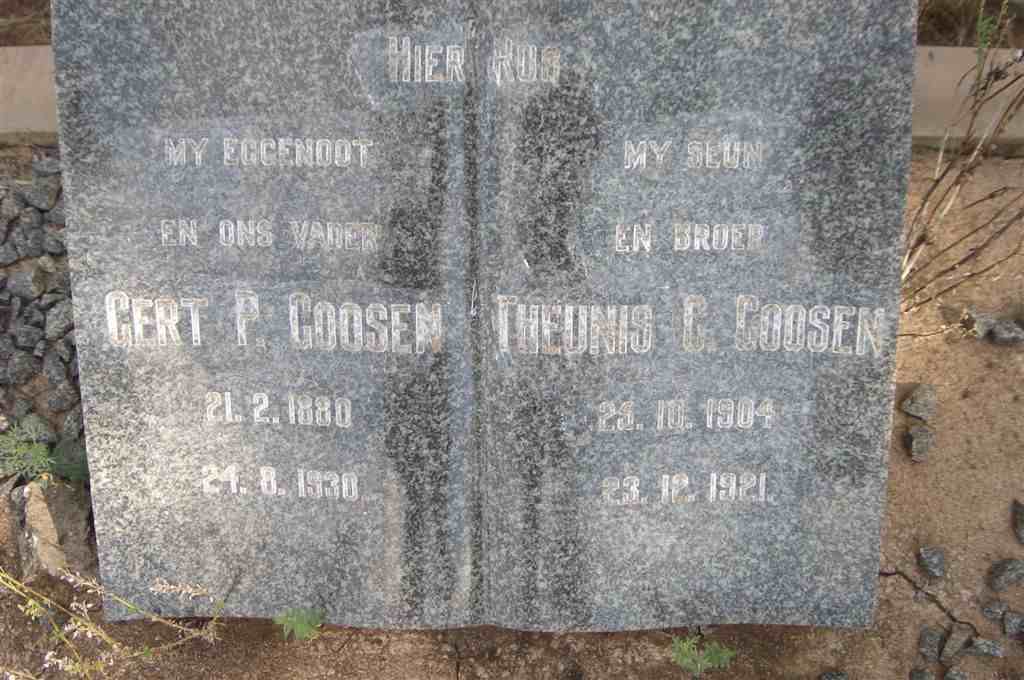 HIER RUS
MY EGGENOOT
EN ONS VADER
GERT P. GOOSEN
21. 2. 1880
24. 8. 1930.
MY SEUN
EN BROER
THEUNIS G. GOOSEN
25. 10. 1904
23. 12. 1921.